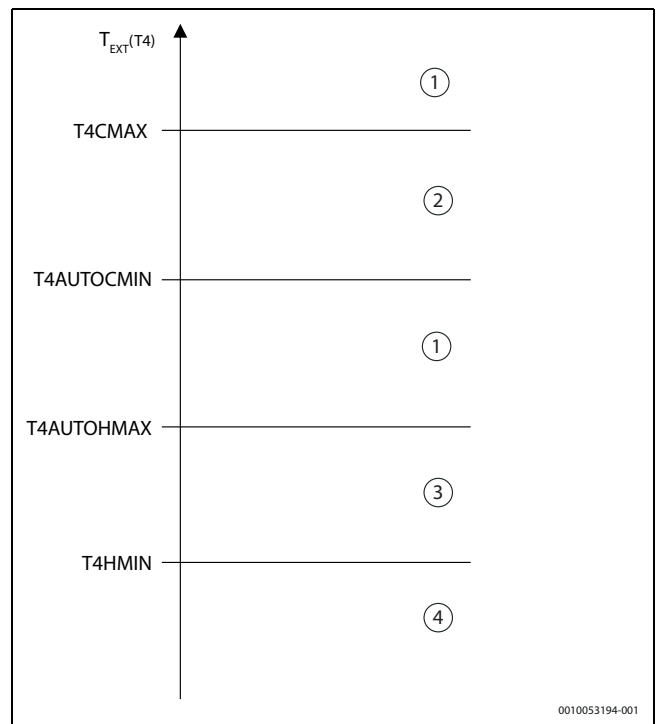 T_EXT(T4)
①
T4CMAX
②
T4AUTOCMIN
①
T4AUTOHMAX
③
T4HMIN
④
0010053194-001